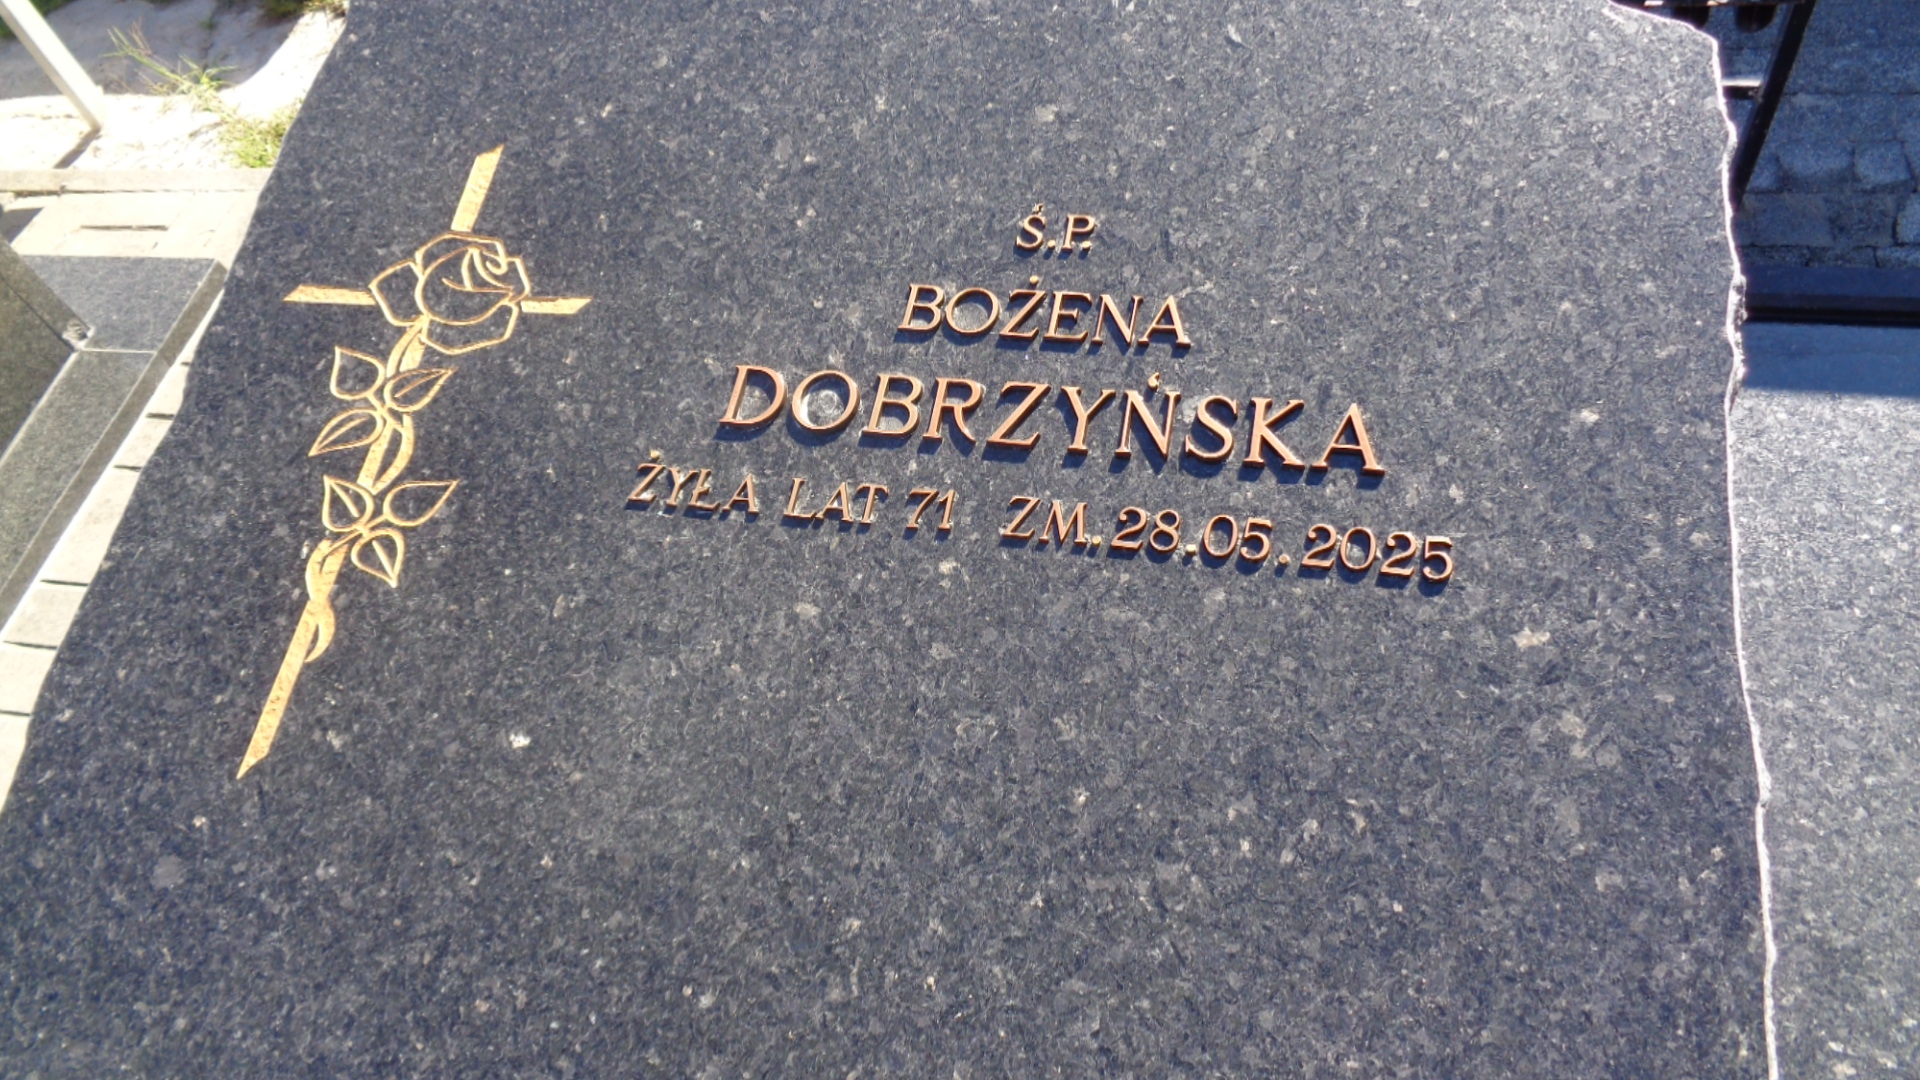 Ś.P.
BOŻENA
DOBRZYŃSKA
ŻYŁA LAT 71 ZM. 28.05.2025